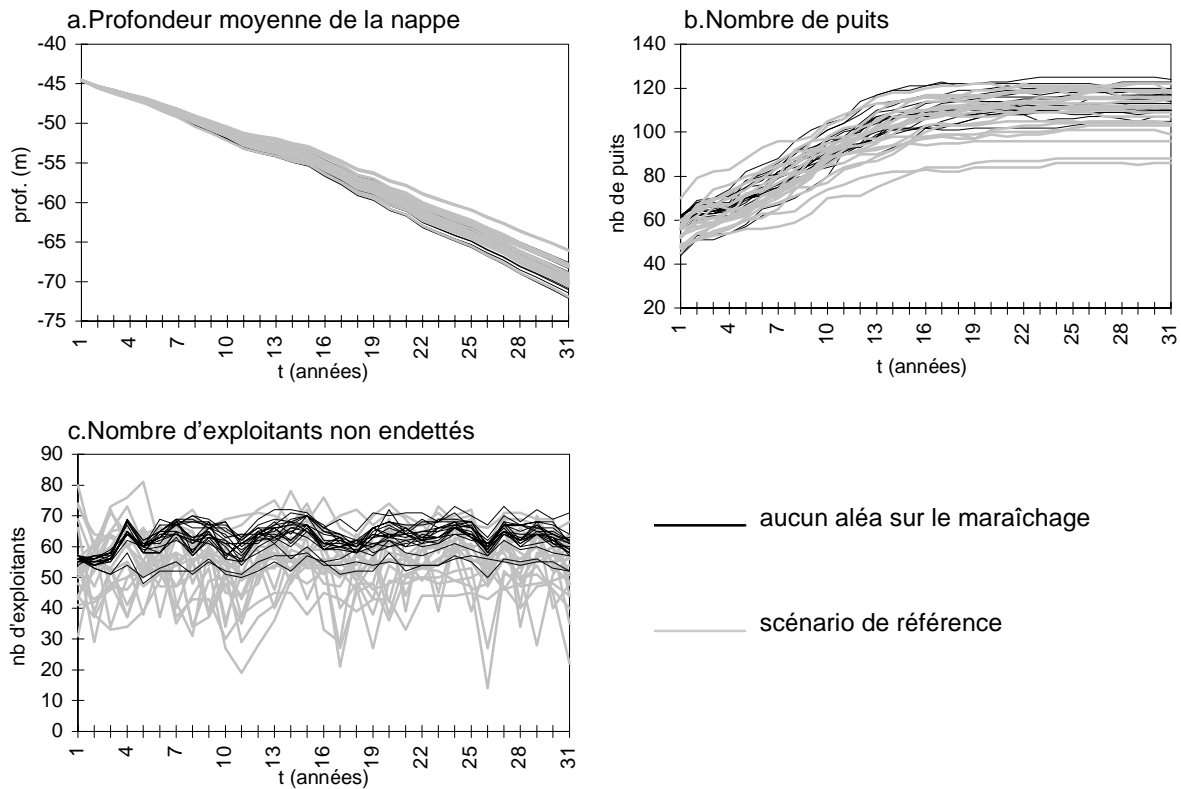 a.Profondeur moyenne de la nappe
-40
-45
-50
-55
-60
-65
-70
-75
prof. (m)
1 4 7 10 13 16 19 22 25 28 31
t (années)
b.Nombre de puits
140
120
100
80
60
40
20
nb de puits
1 4 7 10 13 16 19 22 25 28 31
t (années)
c.Nombre d'exploitants non endettés
90
80
70
60
50
40
30
20
10
0
nb d'exploitants
1 4 7 10 13 16 19 22 25 28 31
t (années)
aucun aléa sur le maraîchage
scénario de référence